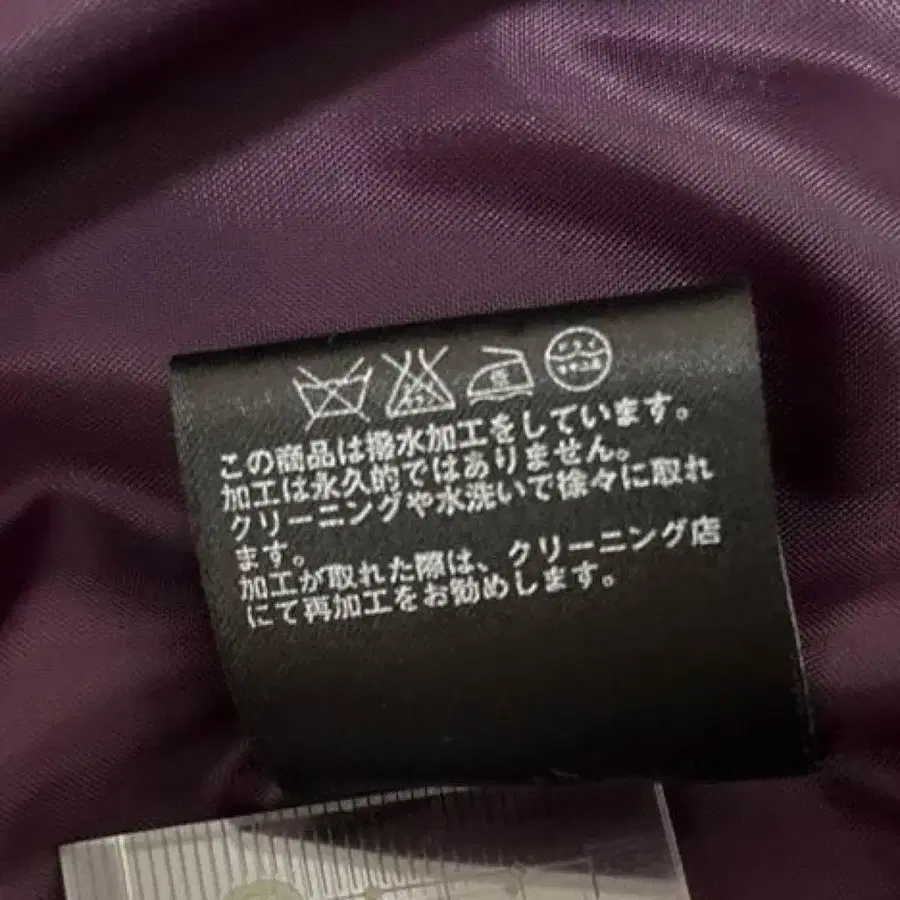 この商品は撥水加工をしています。
加工は永久的ではありません。
クリーニングや水洗いで徐々に取れ
ます。
加工が取れた際は、クリーニング店
にて再加工をお勧めします。